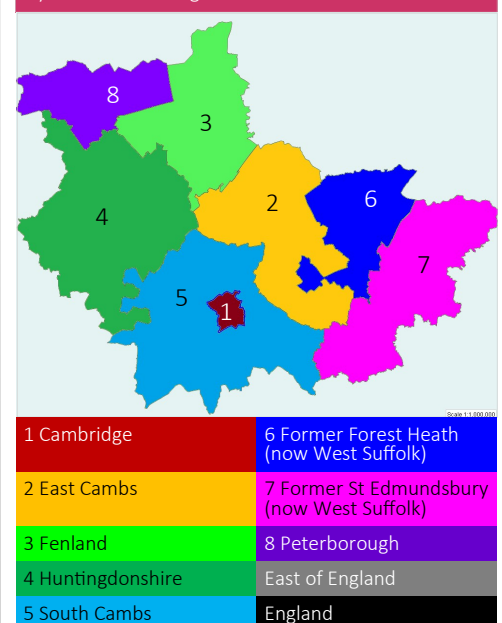 8
3
2
6
4
7
5
1
Scale 1:1,000,000
1 Cambridge
6 Former Forest Heath
(now West Suffolk)
2 East Cambs
7 Former St Edmundsbury
(now West Suffolk)
3 Fenland
8 Peterborough
4 Huntingdonshire
East of England
5 South Cambs
England